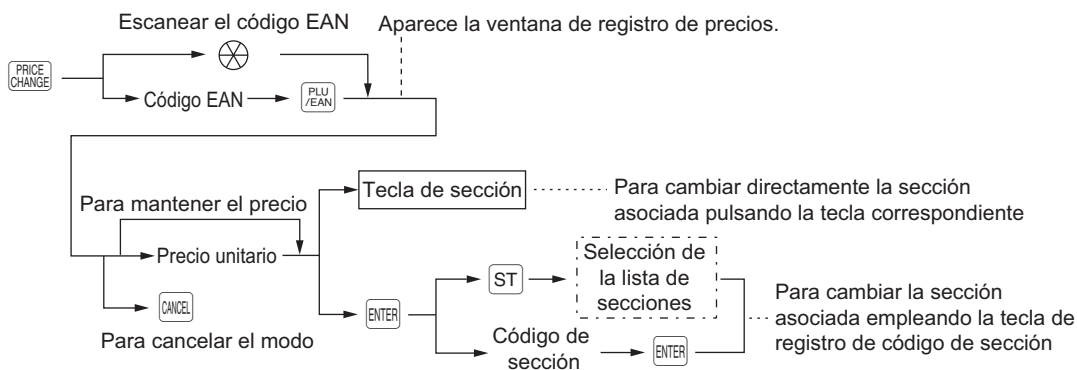 Escanear el código EAN
Aparece la ventana de registro de precios.
PRICE
CHANGE
Código EAN
PLU
/EAN
Para mantener el precio
Tecla de sección
Para cambiar directamente la sección
asociada pulsando la tecla correspondiente
Precio unitario
CANCEL
Para cancelar el modo
ENTER
ST
Selección de
la lista de
secciones
Código de
sección
ENTER
Para cambiar la sección
asociada empleando la tecla de
registro de código de sección